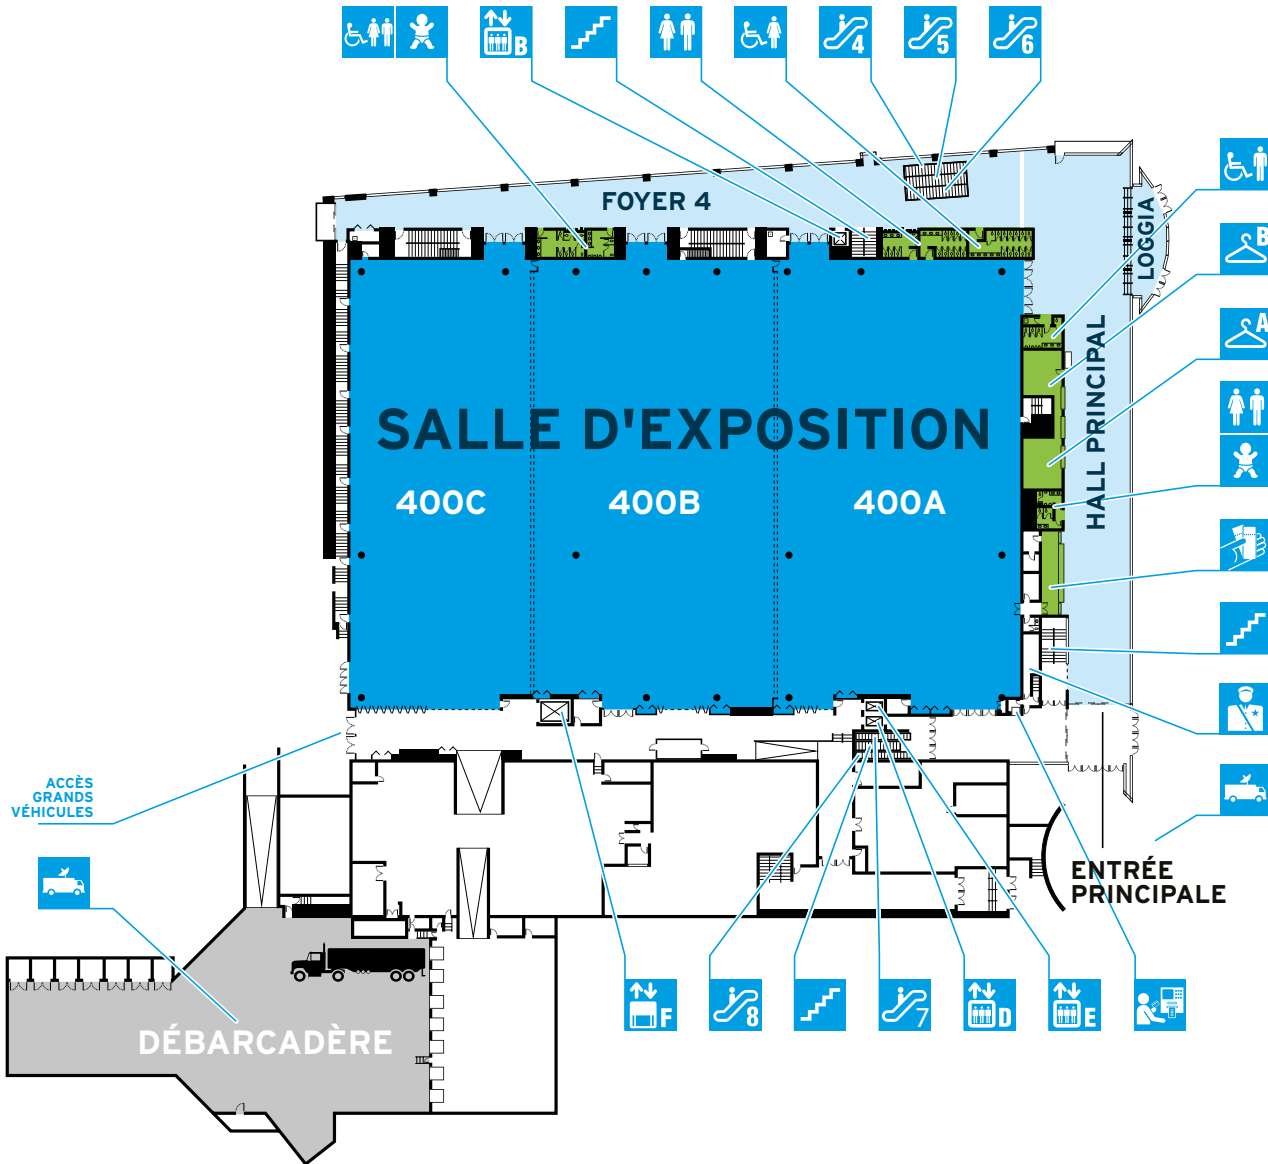 B
4
5
6
FOYER 4
LOGGIA
B
A
HALL PRINCIPAL
SALLE D'EXPOSITION
400C
400B
400A
ACCÈS
GRANDS
VÉHICULES
ENTRÉE
PRINCIPALE
F
8
7
D
E
DÉBARCADÈRE